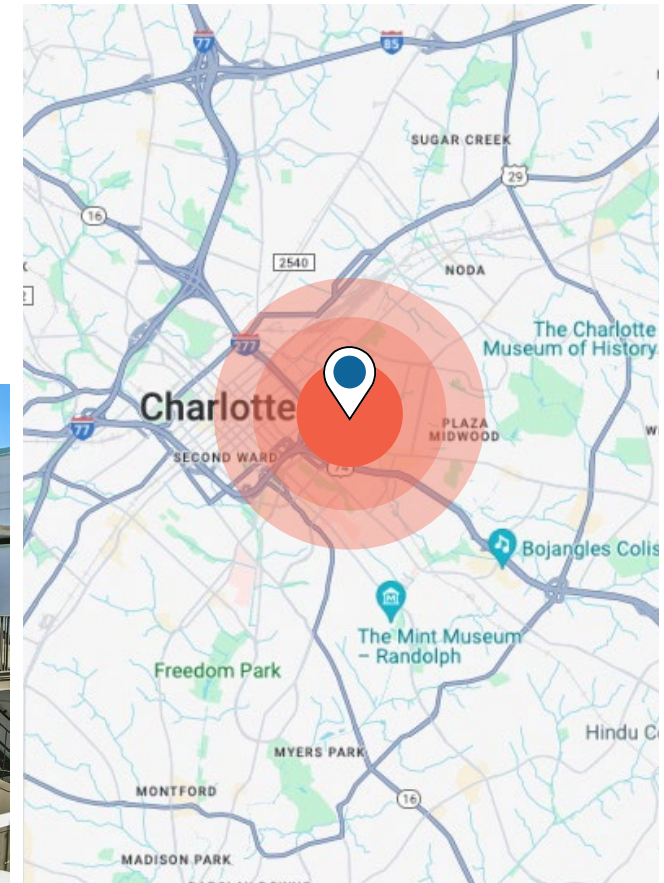 77
85
SUGAR CREEK
29
16
2540
NODA
The Charlotte
Museum of History
277
Charlotte
PLAZA
MIDWOOD
77
SECOND WARD
74
Bojangles Colis
The Mint Museum
– Randolph
Freedom Park
Hindu C
MYERS PARK
MONTFORD
16
MADISON PARK